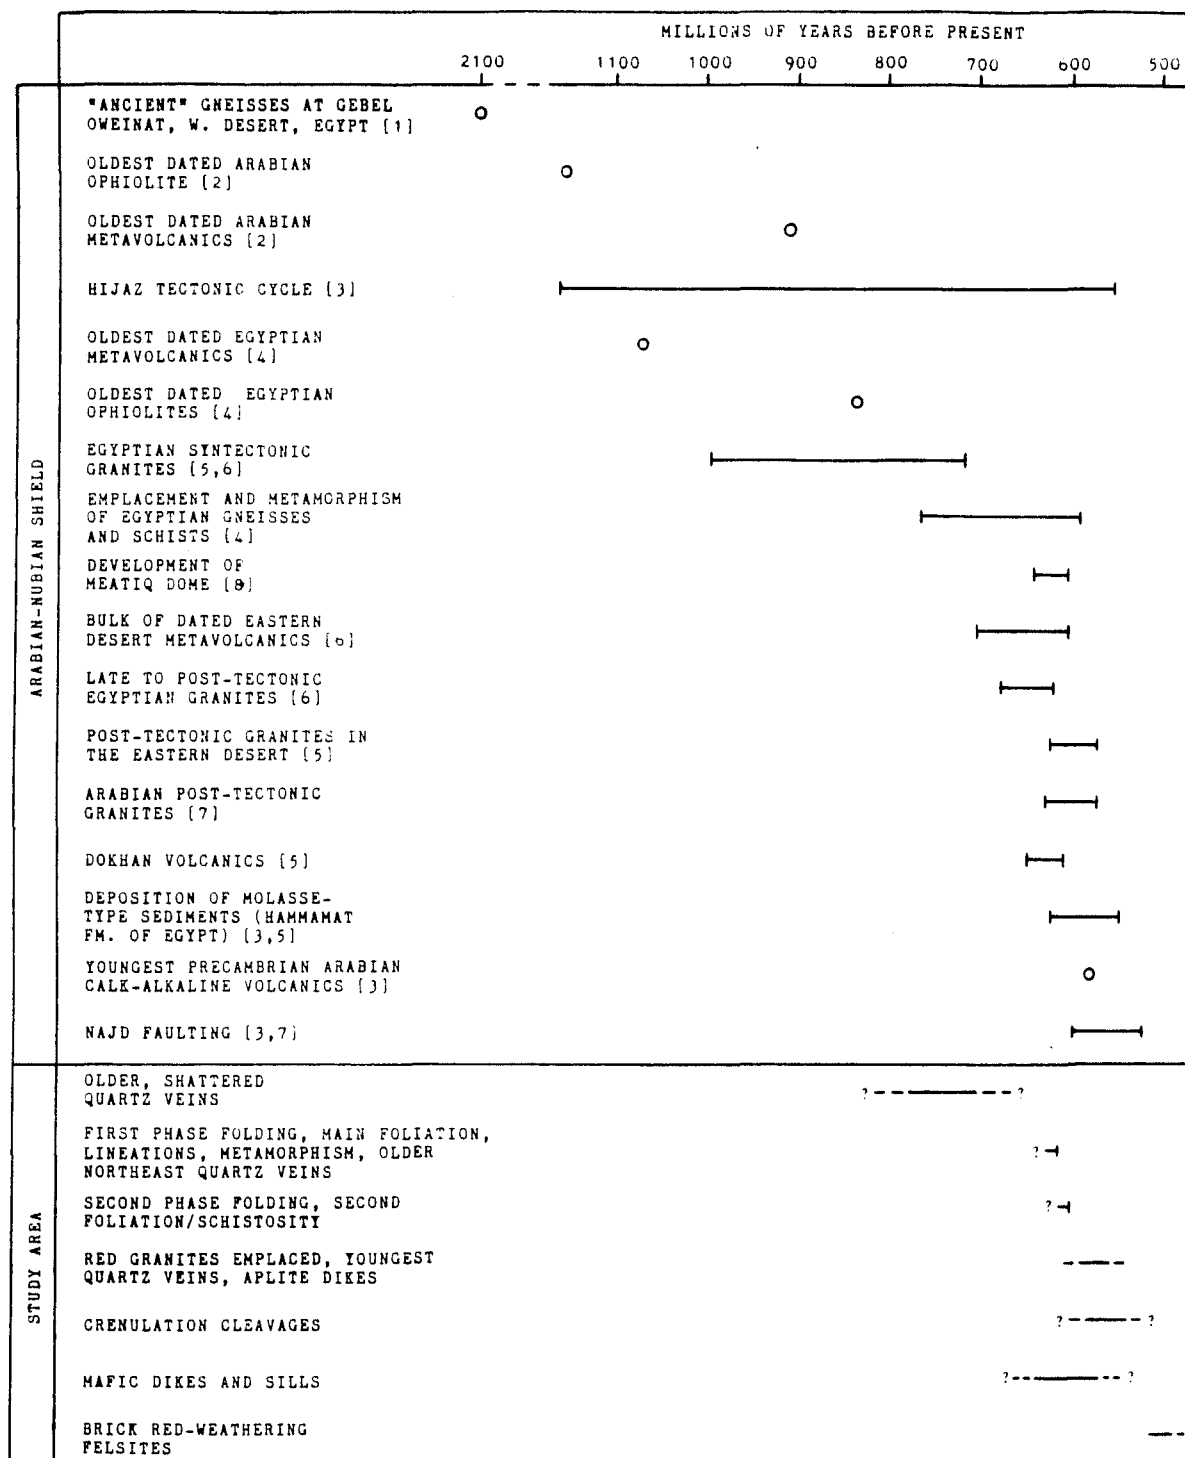 MILLIONS OF YEARS BEFORE PRESENT
2100 1100 1000 900 800 700 600 500
ARABIAN-NUBIAN SHIELD
"ANCIENT" GNEISSES AT GEBEL
OWEINAT, W. DESERT, EGYPT [1]
OLDEST DATED ARABIAN
OPHIOLITE [2]
OLDEST DATED ARABIAN
METAVOLCANICS [2]
HIJAZ TECTONIC CYCLE [3]
OLDEST DATED EGYPTIAN
METAVOLCANICS [4]
OLDEST DATED EGYPTIAN
OPHIOLITES [4]
EGYPTIAN SYNTECTONIC
GRANITES [5,6]
EMPLACEMENT AND METAMORPHISM
OF EGYPTIAN GNEISSES
AND SCHISTS [4]
DEVELOPMENT OF
MEATIQ DOME [8]
BULK OF DATED EASTERN
DESERT METAVOLCANICS [6]
LATE TO POST-TECTONIC
EGYPTIAN GRANITES [6]
POST-TECTONIC GRANITES IN
THE EASTERN DESERT [5]
ARABIAN POST-TECTONIC
GRANITES [7]
DOKHAN VOLCANICS [5]
DEPOSITION OF MOLASSE-
TYPE SEDIMENTS (HAMMAMAT
FM. OF EGYPT) [3,5]
YOUNGEST PRECAMBRIAN ARABIAN
CALK-ALKALINE VOLCANICS [3]
NAJD FAULTING [3,7]
STUDY AREA
OLDER, SHATTERED
QUARTZ VEINS
? ?
FIRST PHASE FOLDING, MAIN FOLIATION,
LINEATIONS, METAMORPHISM, OLDER
NORTHEAST QUARTZ VEINS
?
SECOND PHASE FOLDING, SECOND
FOLIATION/SCHISTOSITY
?
RED GRANITES EMPLACED, YOUNGEST
QUARTZ VEINS, APLITE DIKES
CRENULATION CLEAVAGES
? ?
MAFIC DIKES AND SILLS
? ?
BRICK RED-WEATHERING
FELSITES